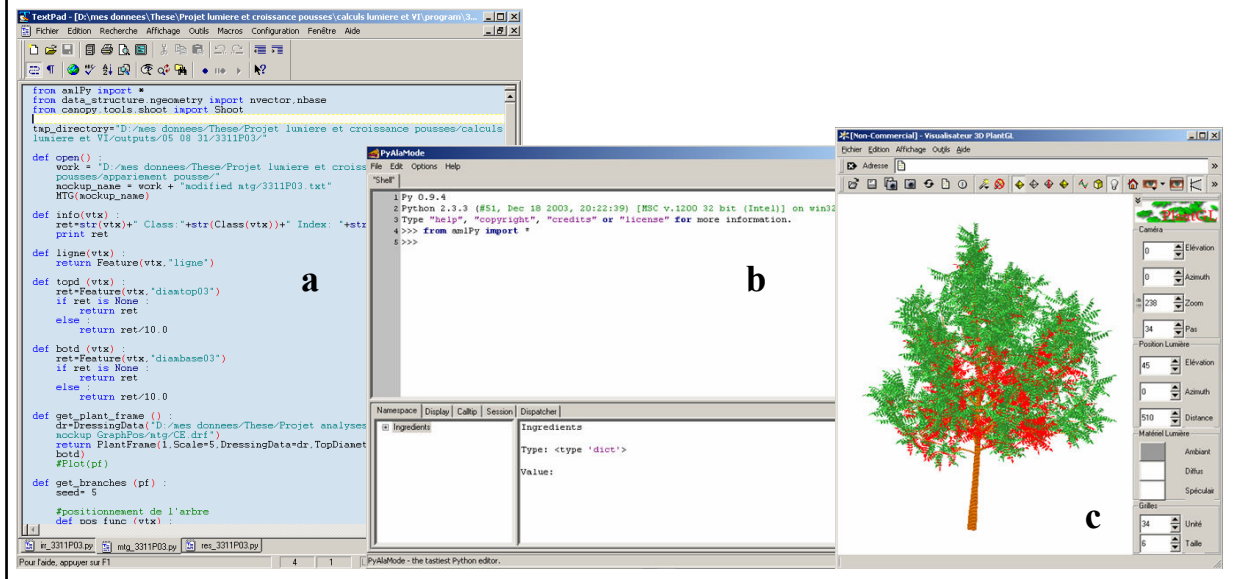 TextPad - [D:\mes donnees\These\Projet lumiere et croissance pousses\calculs lumiere et VI\program\3...
Fichier Edition Recherche Affichage Outils Macros Configuration Fenêtre Aide
from amlPy import *
from data_structure.ngeometry import nvector,nbase
from canopy.tools.shoot import Shoot
tmp_directory="D:/mes donnees/These/Projet lumiere et croissance pousses/calculs
lumiere et VI/outputs/05 08 31/3311P03/"
def open() :
work = "D:/mes donnees/These/Projet lumiere et croiss
pousses/appariement pousse/"
mockup_name = work + "modified mtg/3311P03.txt"
MTG(mockup_name)
def info(vtx) :
ret=str(vtx)+" Class:"+str(Class(vtx))+" Index: "+str
print ret
def ligne(vtx) :
return Feature(vtx,"ligne")
def topd (vtx) :
ret=Feature(vtx,"diamtop03")
if ret is None :
return ret
else :
return ret/10.0
def botd (vtx) :
ret=Feature(vtx,"diambase03")
if ret is None :
return ret
else :
return ret/10.0
def get_plant_frame () :
dr=DressingData("D:/mes donnees/These/Projet analyses
mockup GraphPos/mtg/CE.drf")
return PlantFrame(1,Scale=5,DressingData=dr,TopDiamet
botd)
#Plot(pf)
def get_branches (pf) :
seed= 5
#positionnement de l'arbre
def pos_func (vtx) :
irr_3311P03.py mtg_3311P03.py res_3311P03.py
Pour l'aide, appuyer sur F1 4 1
a
PyAlaMode
File Edit Options Help
"Shell"
1 Py 0.9.4
2 Python 2.3.3 (#51, Dec 18 2003, 20:22:39) [MSC v.1200 32 bit (Intel)] on win32
3 Type "help", "copyright", "credits" or "license" for more information.
4 >>> from amlPy import *
5 >>>
b
Namespace Display Calltip Session Dispatcher
Ingredients
Ingredients
Type: <type 'dict'>
Value:
PyAlaMode - the tastiest Python editor.
[Non-Commercial] - Visualisateur 3D PlantGL
Fichier Edition Affichage Outils Aide
Adresse
PlantGL
Caméra
0 Elévation
0 Azimuth
238 Zoom
34 Pas
Position Lumière
45 Elévation
0 Azimuth
510 Distance
Matériel Lumière
Ambiant
Diffus
Spéculair
Grilles
34 Unité
6 Taille
c